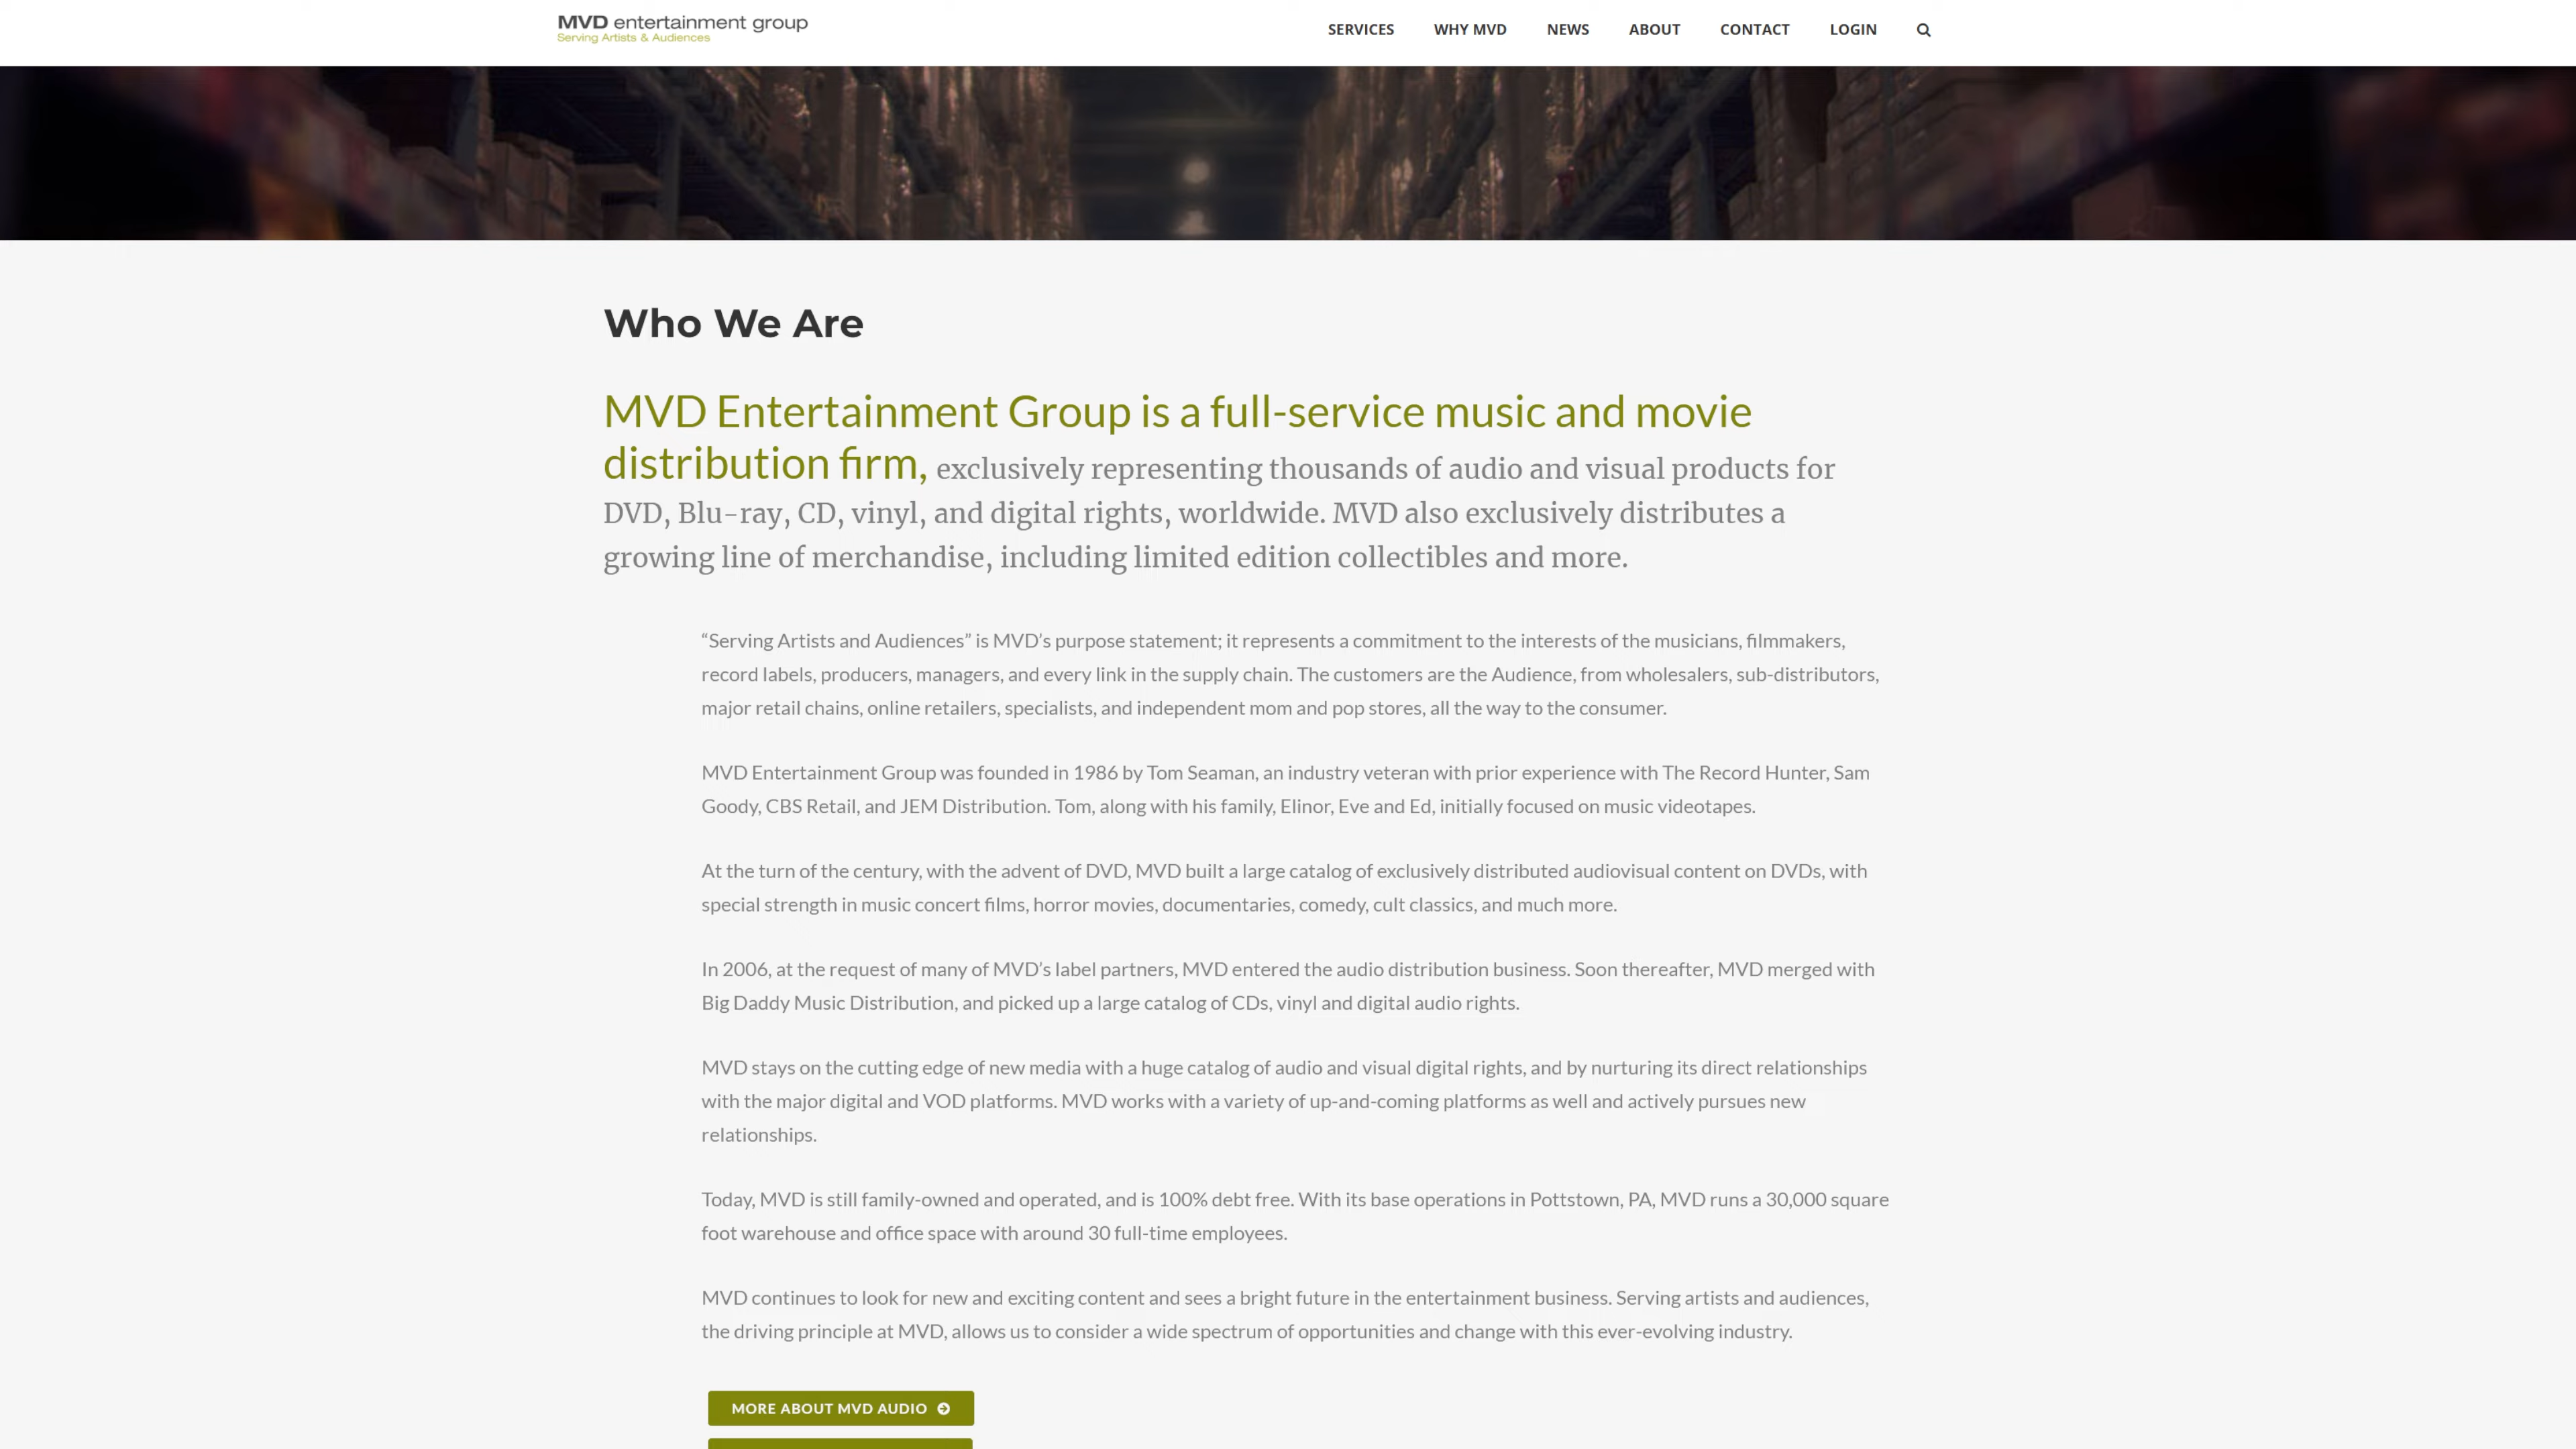 MVD entertainment group
Serving Artists & Audiences
SERVICES WHY MVD NEWS ABOUT CONTACT LOGIN
Who We Are
MVD Entertainment Group is a full-service music and movie
distribution firm, exclusively representing thousands of audio and visual products for
DVD, Blu-ray, CD, vinyl, and digital rights, worldwide. MVD also exclusively distributes a
growing line of merchandise, including limited edition collectibles and more.
“Serving Artists and Audiences” is MVD’s purpose statement; it represents a commitment to the interests of the musicians, filmmakers,
record labels, producers, managers, and every link in the supply chain. The customers are the Audience, from wholesalers, sub-distributors,
major retail chains, online retailers, specialists, and independent mom and pop stores, all the way to the consumer.
MVD Entertainment Group was founded in 1986 by Tom Seaman, an industry veteran with prior experience with The Record Hunter, Sam
Goody, CBS Retail, and JEM Distribution. Tom, along with his family, Elinor, Eve and Ed, initially focused on music videotapes.
At the turn of the century, with the advent of DVD, MVD built a large catalog of exclusively distributed audiovisual content on DVDs, with
special strength in music concert films, horror movies, documentaries, comedy, cult classics, and much more.
In 2006, at the request of many of MVD’s label partners, MVD entered the audio distribution business. Soon thereafter, MVD merged with
Big Daddy Music Distribution, and picked up a large catalog of CDs, vinyl and digital audio rights.
MVD stays on the cutting edge of new media with a huge catalog of audio and visual digital rights, and by nurturing its direct relationships
with the major digital and VOD platforms. MVD works with a variety of up-and-coming platforms as well and actively pursues new
relationships.
Today, MVD is still family-owned and operated, and is 100% debt free. With its base operations in Pottstown, PA, MVD runs a 30,000 square
foot warehouse and office space with around 30 full-time employees.
MVD continues to look for new and exciting content and sees a bright future in the entertainment business. Serving artists and audiences,
the driving principle at MVD, allows us to consider a wide spectrum of opportunities and change with this ever-evolving industry.
MORE ABOUT MVD AUDIO